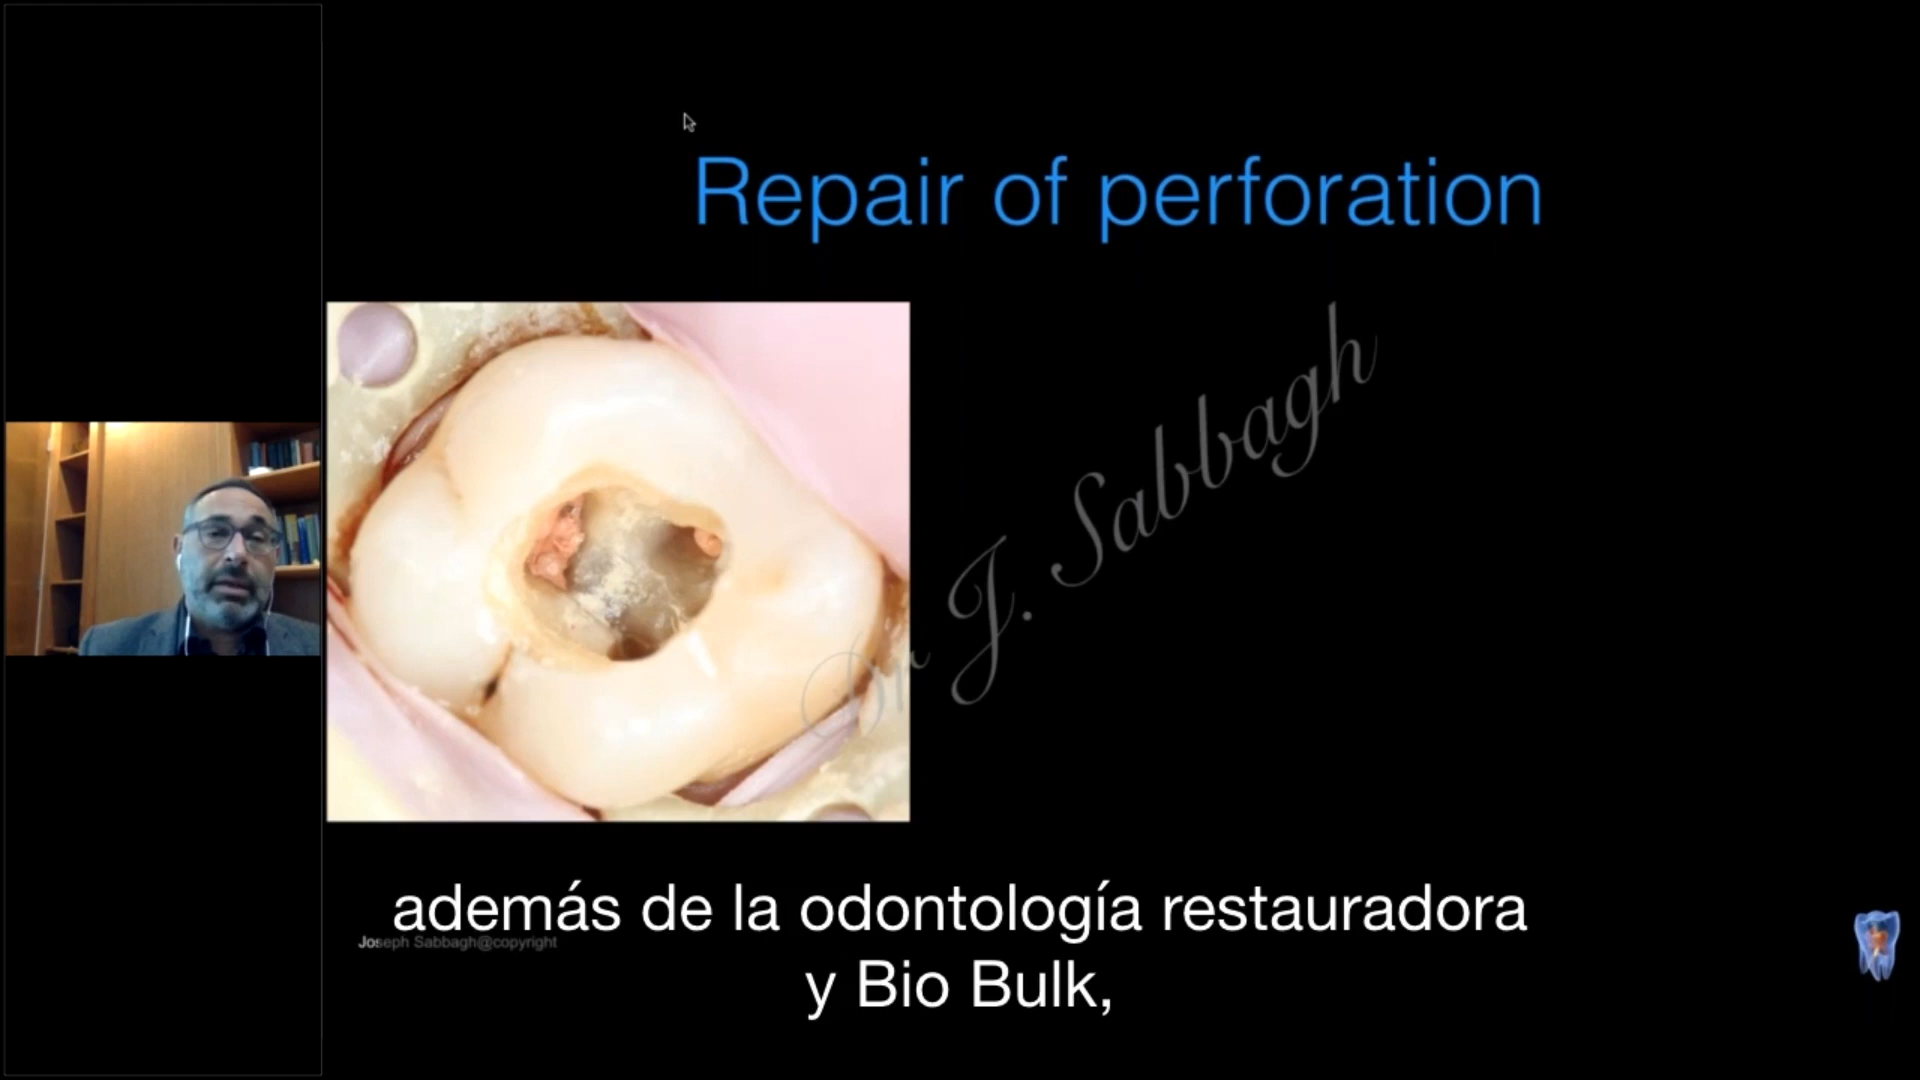 Repair of perforation
Dr J. Sabbagh
además de la odontología restauradora
Joseph Sabbagh@copyright
y Bio Bulk,